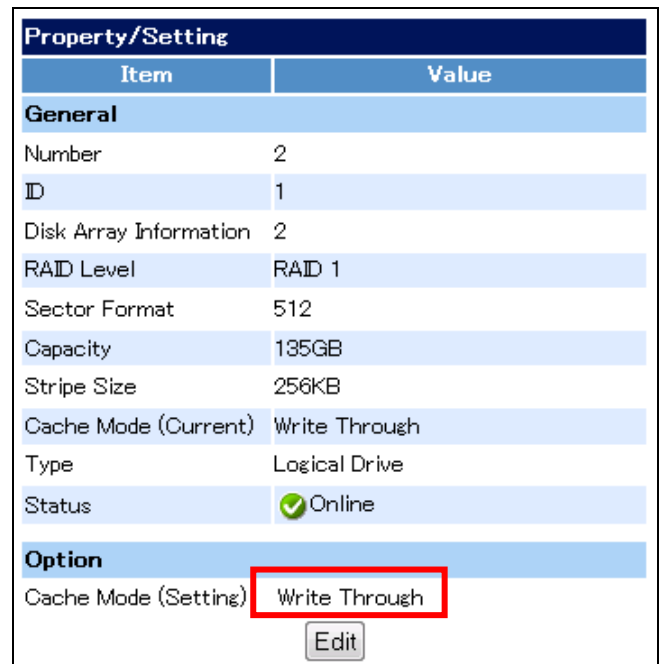 Property/Setting
Item Value
General
Number 2
ID 1
Disk Array Information 2
RAID Level RAID 1
Sector Format 512
Capacity 135GB
Stripe Size 256KB
Cache Mode (Current) Write Through
Type Logical Drive
Status Online
Option
Cache Mode (Setting) Write Through
Edit